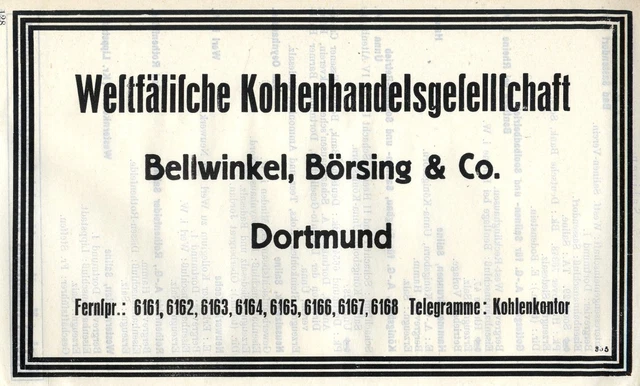 Weſtfäliſche Kohlenhandelsgeſellſchaft
Bellwinkel, Börsing & Co.
Dortmund
Fernſpr.: 6161, 6162, 6163, 6164, 6165, 6166, 6167, 6168 Telegramme: Kohlenkontor